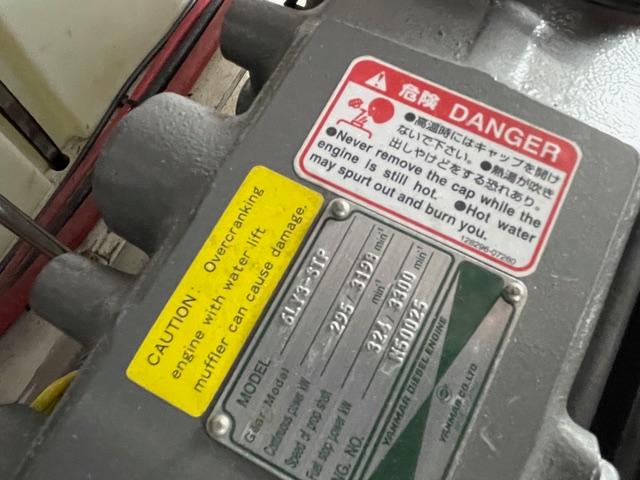 危険 DANGER
●高温時にはキャップを開け
ないで下さい。●熱湯が吹き
出しやけどをする恐れあり。
●Never remove the cap while the
engine is still hot. ●Hot water
may spurt out and burn you.
128296-07260
CAUTION: Overcranking
engine with water lift
muffler can cause damage.
MODEL 6LY3-STP
Gear Model
Continuous power kW 295 / 3198 min⁻¹
Speed of prop shaft min⁻¹
Fuel stop power kW 324 / 3300 min⁻¹
NG. NO. M50025
YANMAR DIESEL ENGINE
YANMAR CO.,LTD